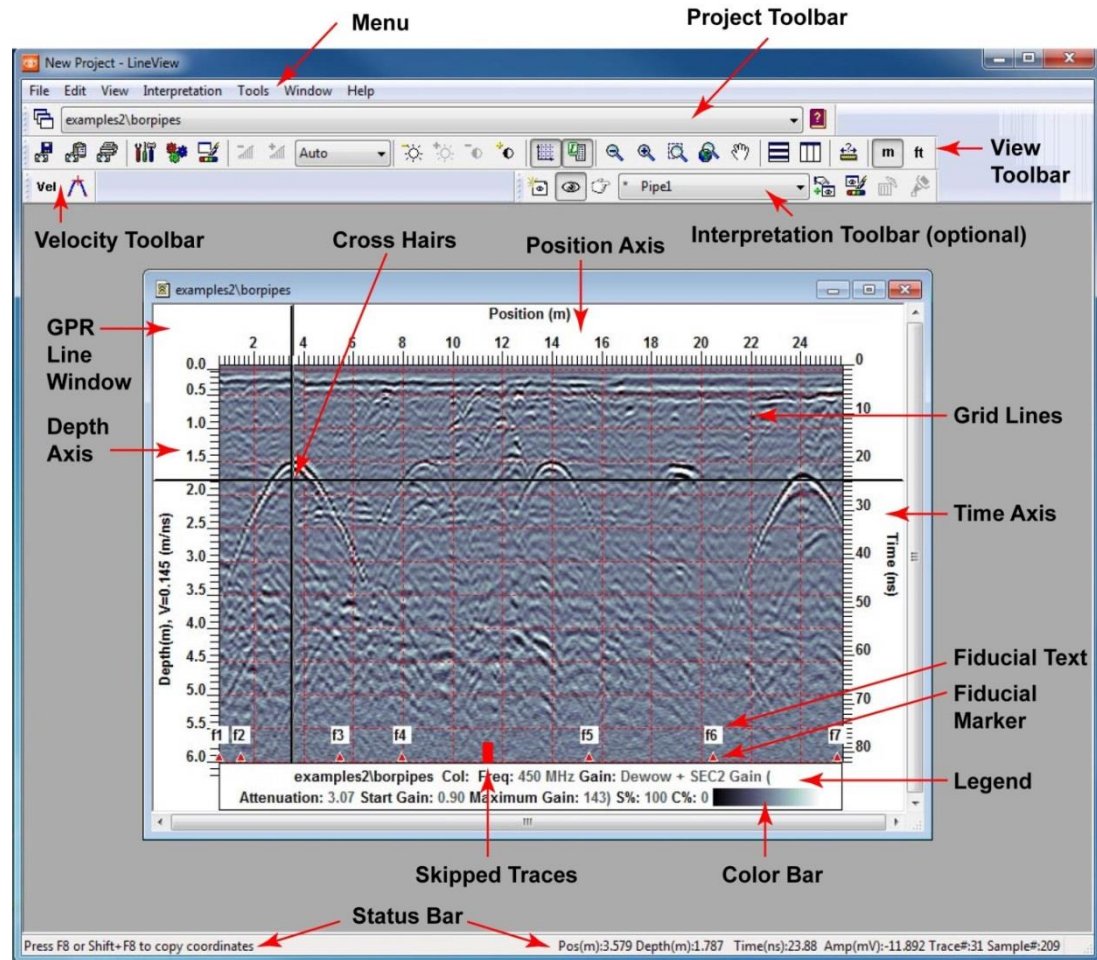 Menu
Project Toolbar
New Project - LineView
File Edit View Interpretation Tools Window Help
examples2\borpipes
Auto
m ft
View
Toolbar
Vel
* Pipe1
Velocity Toolbar
Cross Hairs
Position Axis
Interpretation Toolbar (optional)
examples2\borpipes
GPR
Line
Window
Position (m)
2 4 6 8 10 12 14 16 18 20 22 24
0.0 0
0.5
10
1.0
Grid Lines
Depth
Axis
1.5
20
2.0
30
Time Axis
2.5
3.0
40
3.5
50
4.0
4.5
60
5.0
70
5.5
6.0
80
Depth(m), V=0.145 (m/ns)
Time (ns)
Fiducial Text
Fiducial
Marker
f1 f2 f3 f4 f5 f6 f7
examples2\borpipes Col: Freq: 450 MHz Gain: Dewow + SEC2 Gain (
Attenuation: 3.07 Start Gain: 0.90 Maximum Gain: 143) S%: 100 C%: 0
Legend
Skipped Traces
Color Bar
Status Bar
Press F8 or Shift+F8 to copy coordinates
Pos(m):3.579 Depth(m):1.787 Time(ns):23.88 Amp(mV):-11.892 Trace#:31 Sample#:209